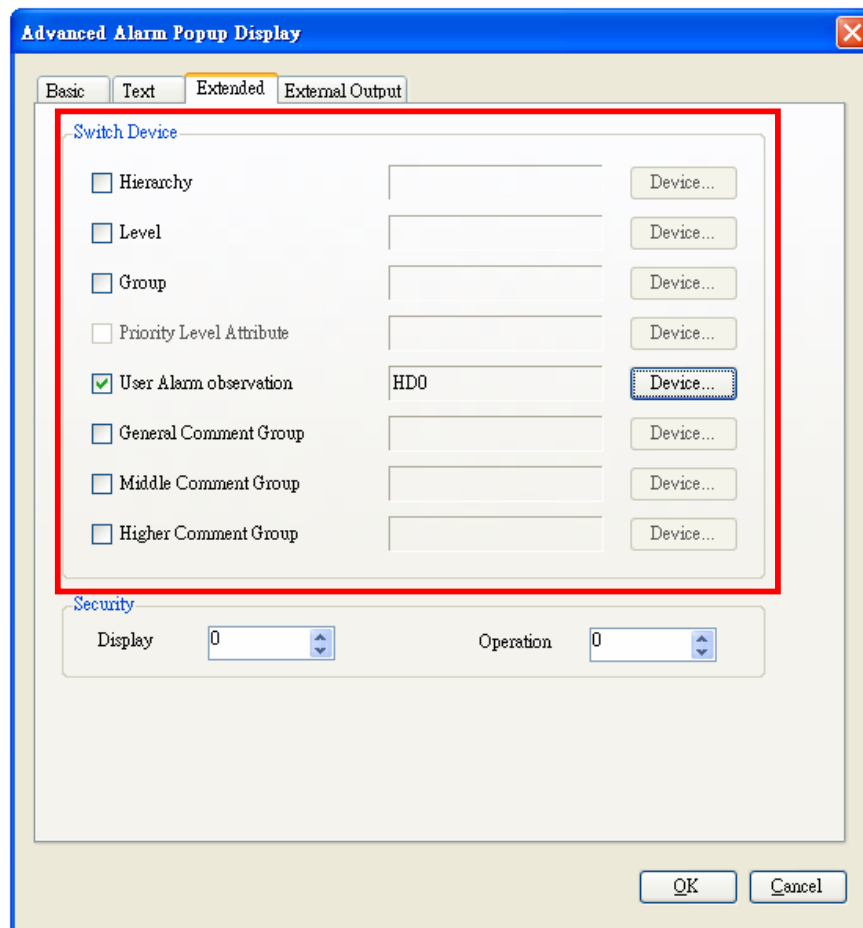 Advanced Alarm Popup Display
Basic Text Extended External Output
Switch Device
Hierarchy Device...
Level Device...
Group Device...
Priority Level Attribute Device...
User Alarm observation HD0 Device...
General Comment Group Device...
Middle Comment Group Device...
Higher Comment Group Device...
Security
Display 0 Operation 0
OK Cancel